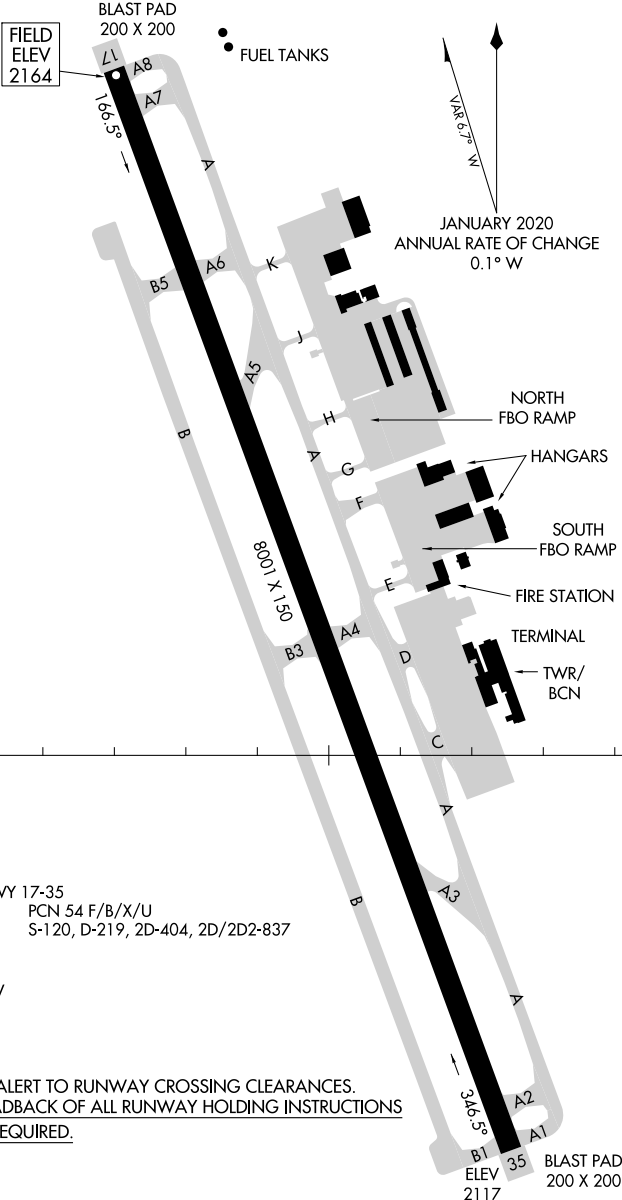 BLAST PAD
200 X 200
FIELD
ELEV
2164
17
A8
FUEL TANKS
A7
166.5°
A
VAR 6.7° W
JANUARY 2020
ANNUAL RATE OF CHANGE
0.1° W
K
A6
B5
J
A5
NORTH
FBO RAMP
H
B
A
HANGARS
G
F
SOUTH
FBO RAMP
8001 X 150
E
FIRE STATION
A4
TERMINAL
B3
D
TWR/
BCN
C
A
WY 17-35
PCN 54 F/B/X/U
S-120, D-219, 2D-404, 2D/2D2-837
A3
B
A
ALERT TO RUNWAY CROSSING CLEARANCES.
ADBACK OF ALL RUNWAY HOLDING INSTRUCTIONS
EQUIRED.
346.5°
A2
A1
B1
35
ELEV
2117
BLAST PAD
200 X 200